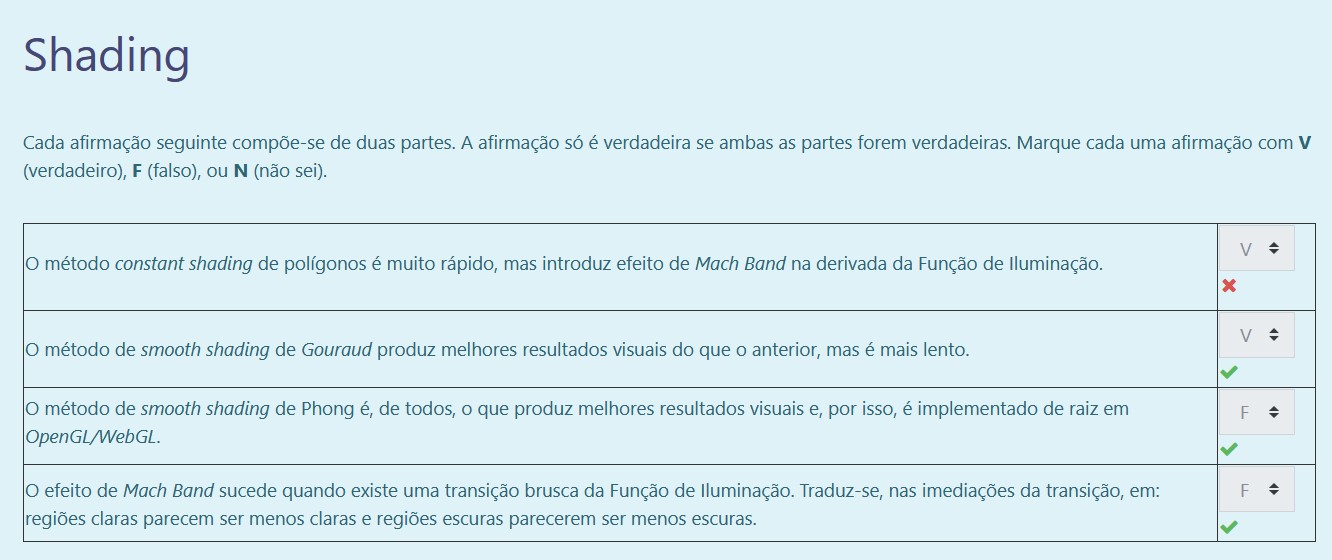 Shading
Cada afirmação seguinte compõe-se de duas partes. A afirmação só é verdadeira se ambas as partes forem verdadeiras. Marque cada uma afirmação com V
(verdadeiro), F (falso), ou N (não sei).
O método constant shading de polígonos é muito rápido, mas introduz efeito de Mach Band na derivada da Função de Iluminação.
V
O método de smooth shading de Gouraud produz melhores resultados visuais do que o anterior, mas é mais lento.
V
O método de smooth shading de Phong é, de todos, o que produz melhores resultados visuais e, por isso, é implementado de raiz em
OpenGL/WebGL.
F
O efeito de Mach Band sucede quando existe uma transição brusca da Função de Iluminação. Traduz-se, nas imediações da transição, em:
regiões claras parecem ser menos claras e regiões escuras parecerem ser menos escuras.
F